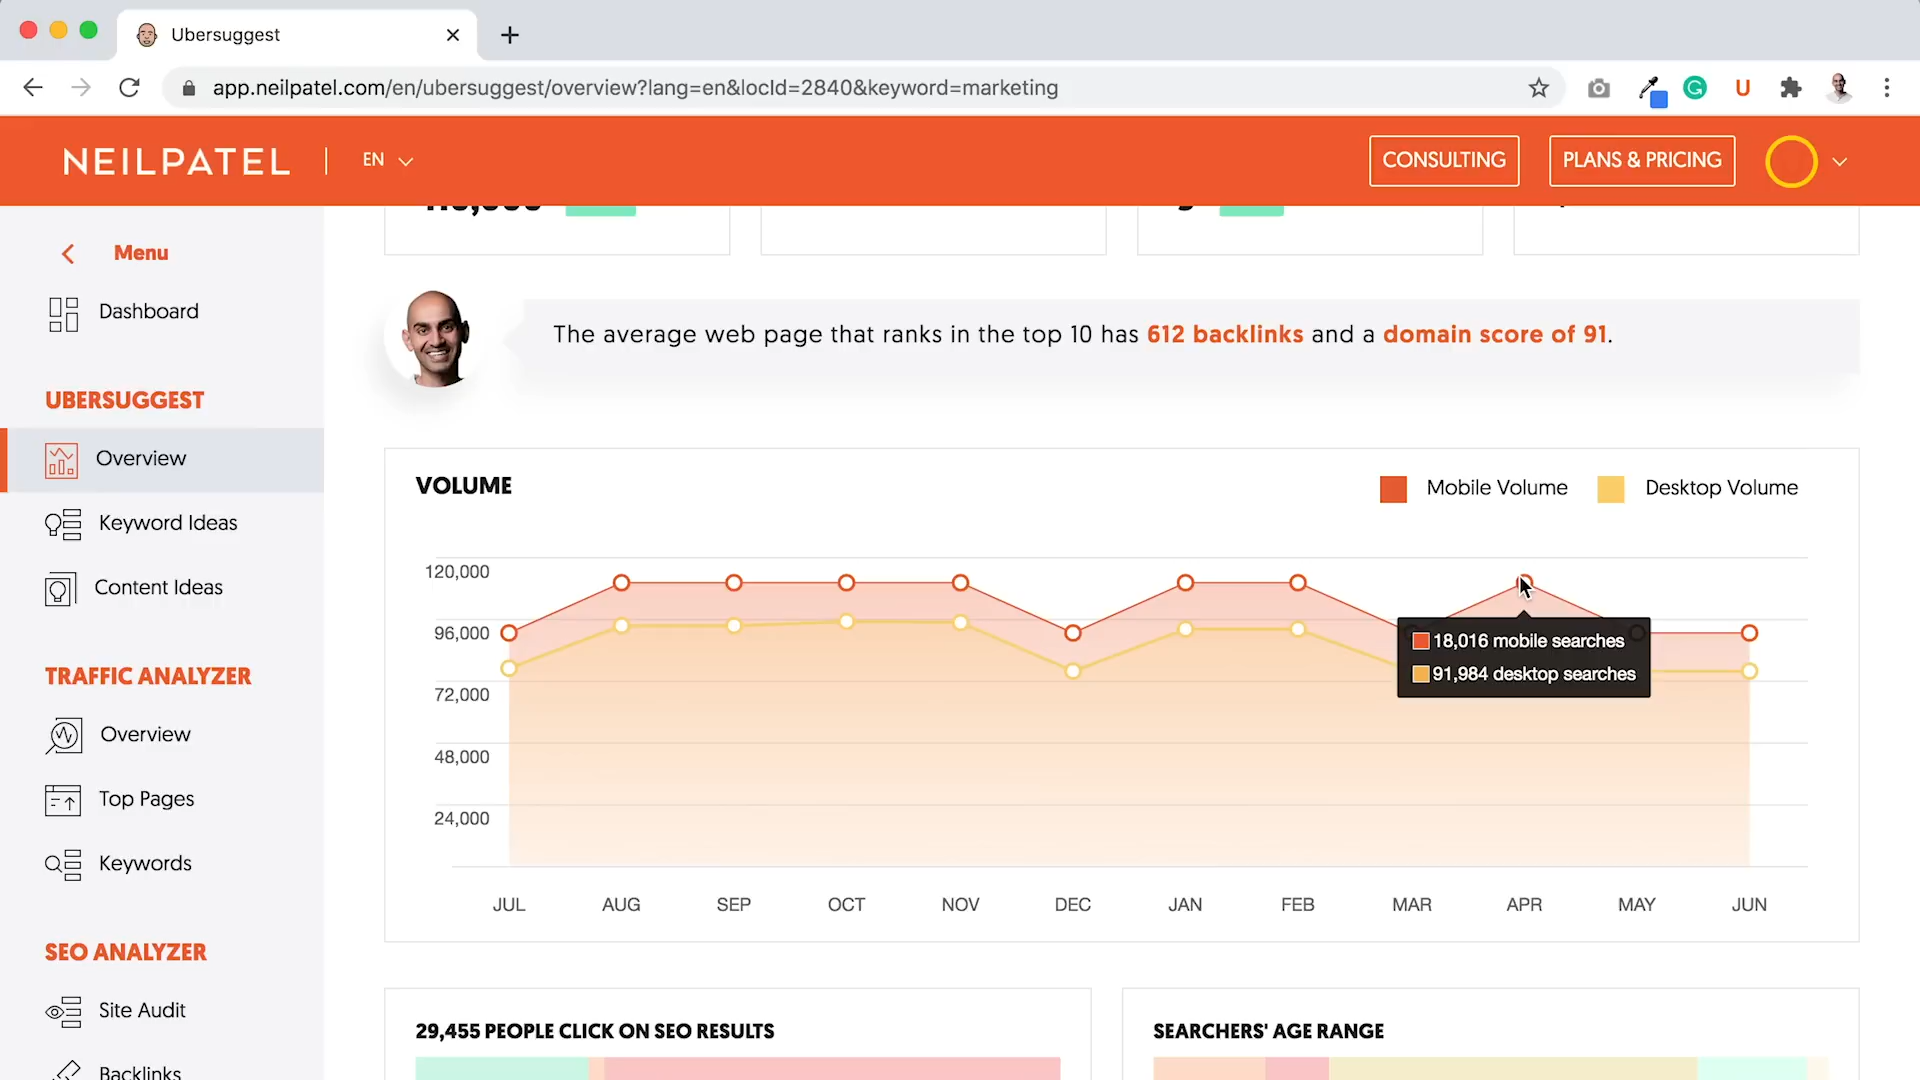 Ubersuggest
app.neilpatel.com/en/ubersuggest/overview?lang=en&locId=2840&keyword=marketing
U
NEILPATEL
EN
CONSULTING
PLANS & PRICING
Menu
Dashboard
UBERSUGGEST
Overview
Keyword Ideas
Content Ideas
TRAFFIC ANALYZER
Overview
Top Pages
Keywords
SEO ANALYZER
Site Audit
Backlinks
The average web page that ranks in the top 10 has 612 backlinks and a domain score of 91.
VOLUME
Mobile Volume
Desktop Volume
120,000
96,000
72,000
48,000
24,000
18,016 mobile searches
91,984 desktop searches
JUL AUG SEP OCT NOV DEC JAN FEB MAR APR MAY JUN
29,455 PEOPLE CLICK ON SEO RESULTS
SEARCHERS' AGE RANGE